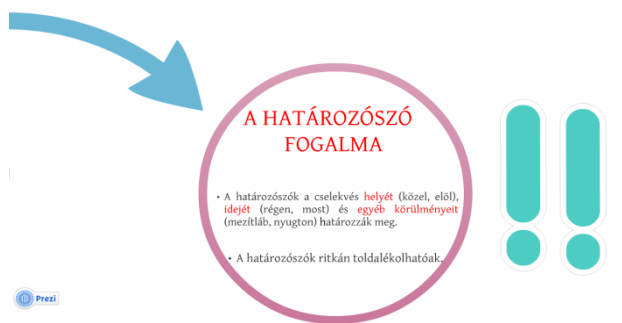 A HATÁROZÓSZÓ
FOGALMA
• A határozószók a cselekvés helyét (közel, elöl),
idejét (régen, most) és egyéb körülményeit
(mezítláb, nyugton) határozzák meg.
• A határozószók ritkán toldalékolhatóak.
!!
Prezi